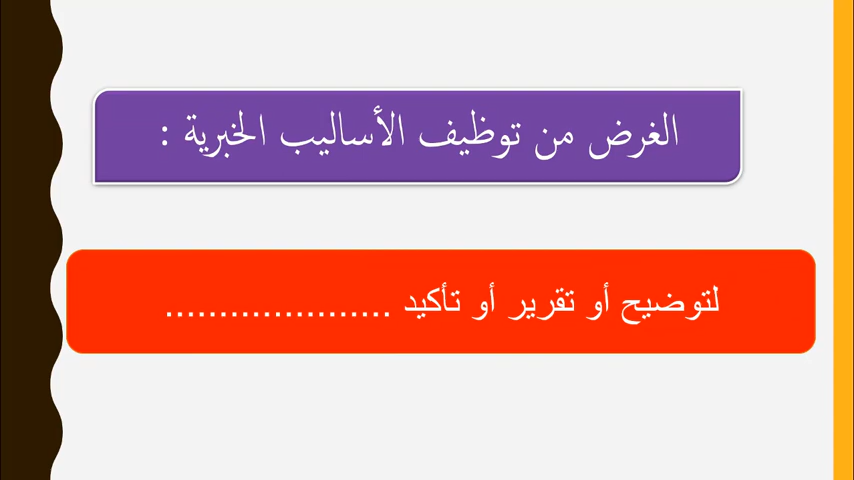 الغرض من توظيف الأساليب الخبرية :
لتوضيح أو تقرير أو تأكيد .....................